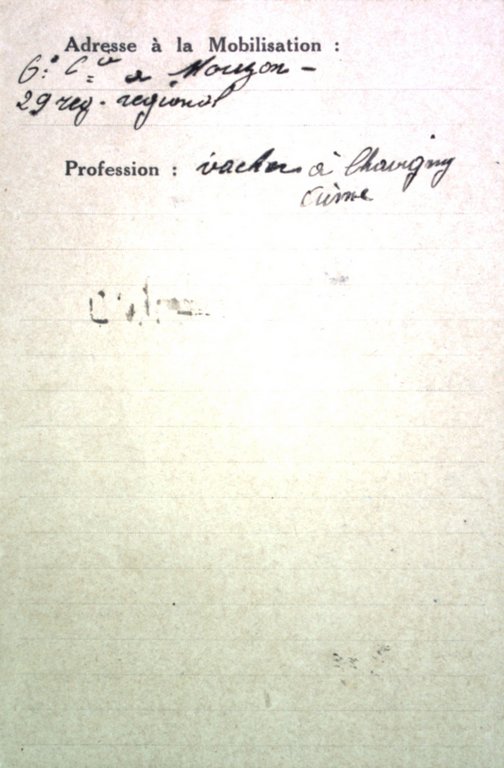 Adresse à la Mobilisation :
6e Cie à Mouzon —
29 reg. régional
Profession : vacher à Chavigny
Aisne